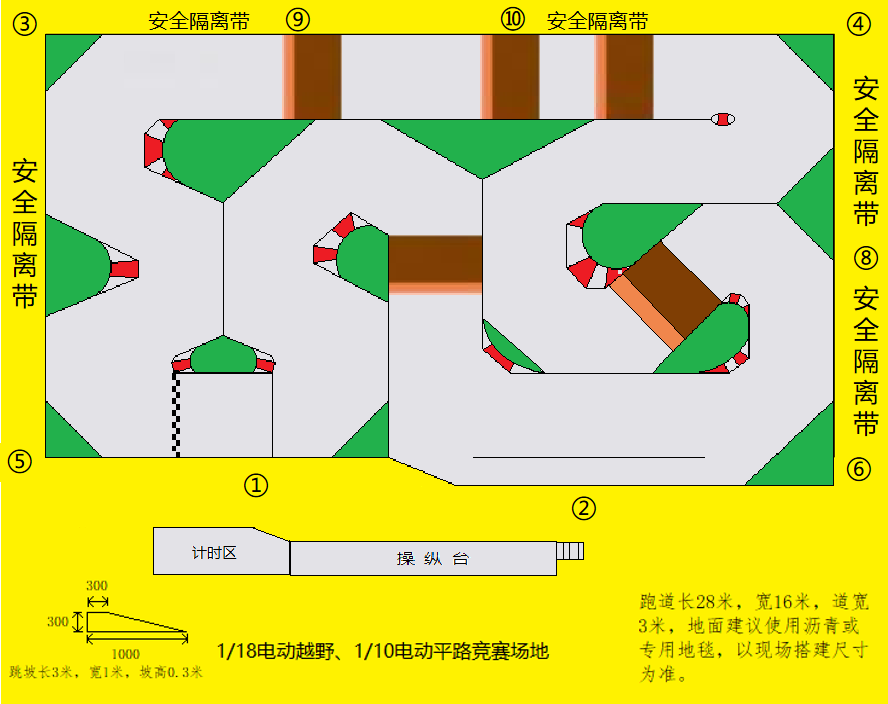 ③
安全隔离带
⑨
⑩
安全隔离带
④
安全隔离带
安全隔离带
⑧
安全隔离带
⑤
⑥
①
②
计时区
操 纵 台
300
300
1000
跳坡长3米，宽1米，坡高0.3米
1/18电动越野、1/10电动平路竞赛场地
跑道长28米，宽16米，道宽
3米，地面建议使用沥青或
专用地毯，以现场搭建尺寸
为准。